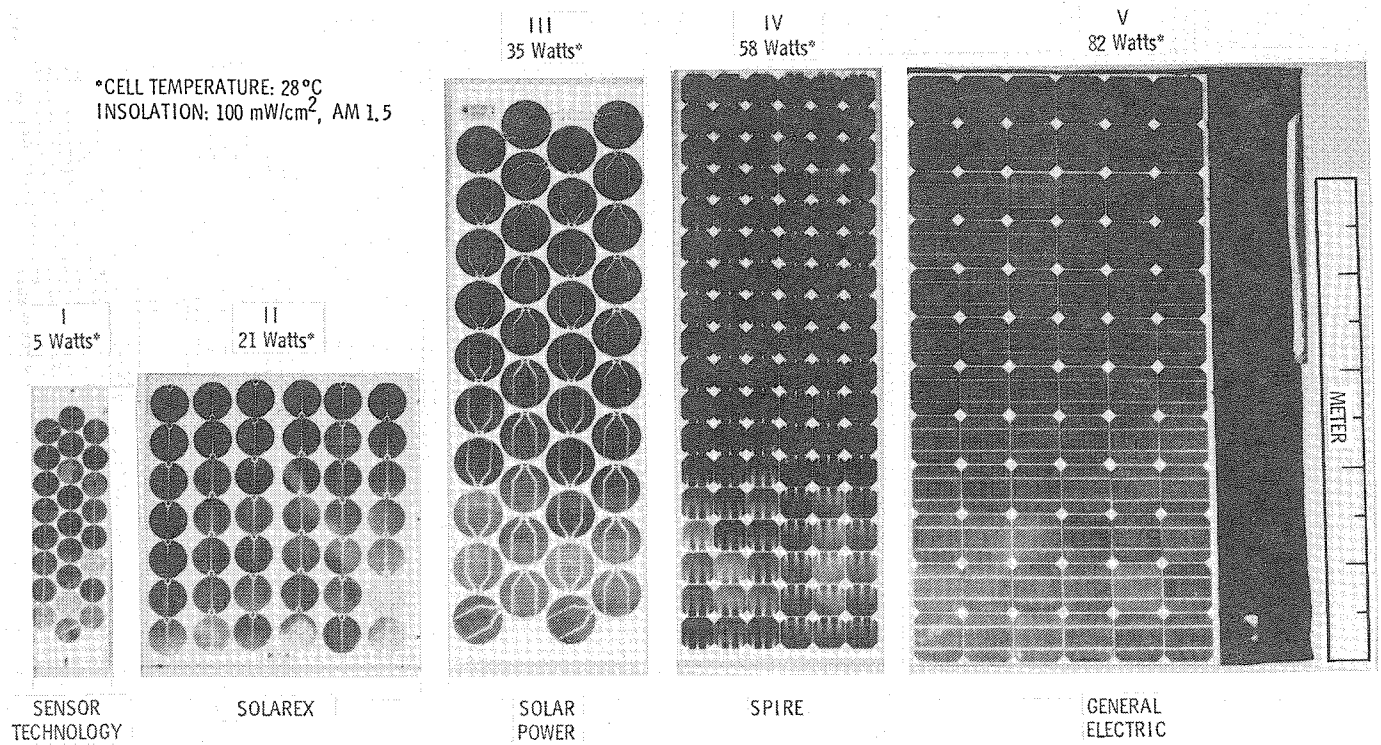 III
35 Watts*
IV
58 Watts*
V
82 Watts*
*CELL TEMPERATURE: 28°C
INSOLATION: 100 mW/cm², AM 1.5
I
5 Watts*
II
21 Watts*
METER
SENSOR
TECHNOLOGY
SOLAREX
SOLAR
POWER
SPIRE
GENERAL
ELECTRIC